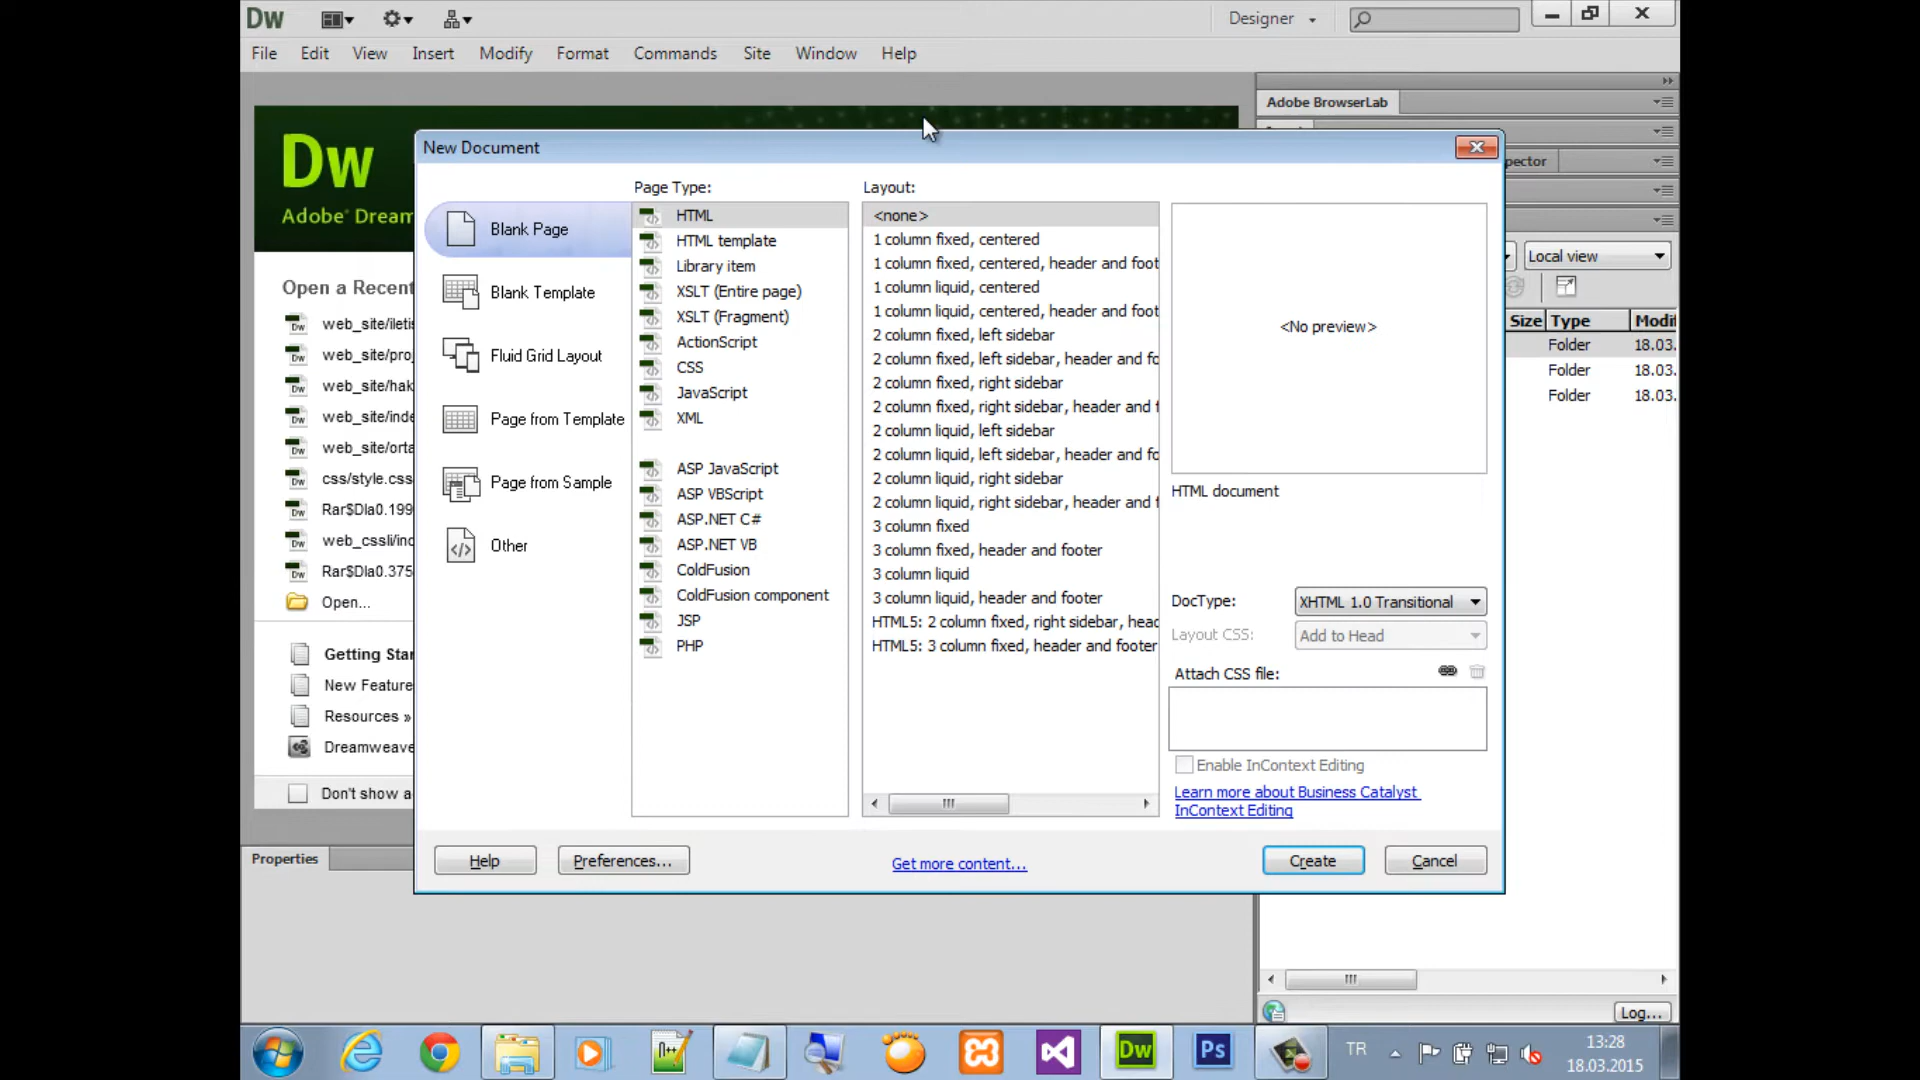 Dw
Designer
File Edit View Insert Modify Format Commands Site Window Help
Adobe BrowserLab
Dw
Adobe Dream
New Document
Page Type:
Layout:
Blank Page
Blank Template
Fluid Grid Layout
Page from Template
Page from Sample
Other
HTML
HTML template
Library item
XSLT (Entire page)
XSLT (Fragment)
ActionScript
CSS
JavaScript
XML
ASP JavaScript
ASP VBScript
ASP.NET C#
ASP.NET VB
ColdFusion
ColdFusion component
JSP
PHP
<none>
1 column fixed, centered
1 column fixed, centered, header and foot
1 column liquid, centered
1 column liquid, centered, header and foot
2 column fixed, left sidebar
2 column fixed, left sidebar, header and fo
2 column fixed, right sidebar
2 column fixed, right sidebar, header and f
2 column liquid, left sidebar
2 column liquid, left sidebar, header and fo
2 column liquid, right sidebar
2 column liquid, right sidebar, header and f
3 column fixed
3 column fixed, header and footer
3 column liquid
3 column liquid, header and footer
HTML5: 2 column fixed, right sidebar, head
HTML5: 3 column fixed, header and footer
<No preview>
HTML document
DocType: XHTML 1.0 Transitional
Layout CSS: Add to Head
Attach CSS file:
Enable InContext Editing
Learn more about Business Catalyst
InContext Editing
Help
Preferences...
Get more content...
Create
Cancel
Open a Recent
web_site/iletis
web_site/proj
web_site/hak
web_site/inde
web_site/orta
css/style.css
Rar$DIa0.199
web_cssli/ind
Rar$DIa0.375
Open...
Getting Star
New Feature
Resources »
Dreamweave
Don't show a
Properties
pector
Local view
Size Type Modif
Folder 18.03.
Folder 18.03.
Folder 18.03.
Log...
N++
Dw
Ps
TR
13:28
18.03.2015